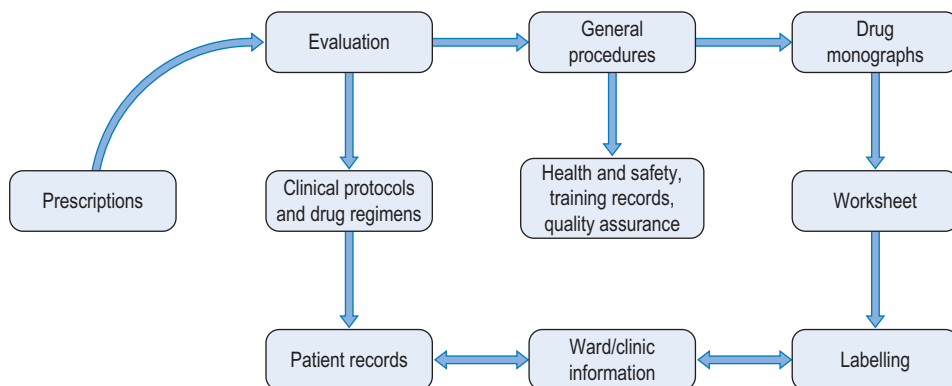 Evaluation
General
procedures
Drug
monographs
Prescriptions
Clinical protocols
and drug regimens
Health and safety,
training records,
quality assurance
Worksheet
Patient records
Ward/clinic
information
Labelling